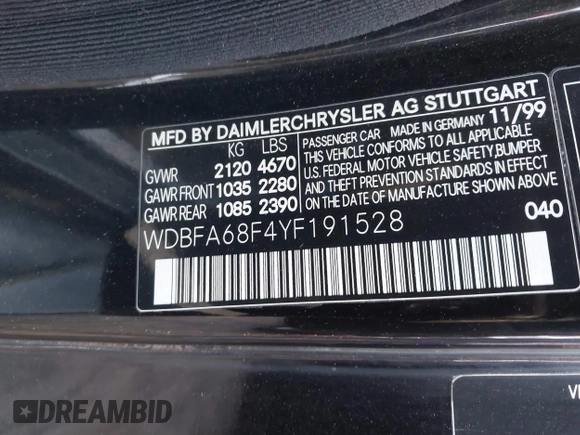 MFD BY DAIMLERCHRYSLER AG STUTTGART
KG LBS
GVWR 2120 4670
GAWR FRONT 1035 2280
GAWR REAR 1085 2390
PASSENGER CAR MADE IN GERMANY 11/99
THIS VEHICLE CONFORMS TO ALL APPLICABLE
U.S. FEDERAL MOTOR VEHICLE SAFETY, BUMPER
AND THEFT PREVENTION STANDARDS IN EFFECT
ON THE DATE OF MANUFACTURE SHOWN ABOVE
WDBFA68F4YF191528
040
DREAMBID